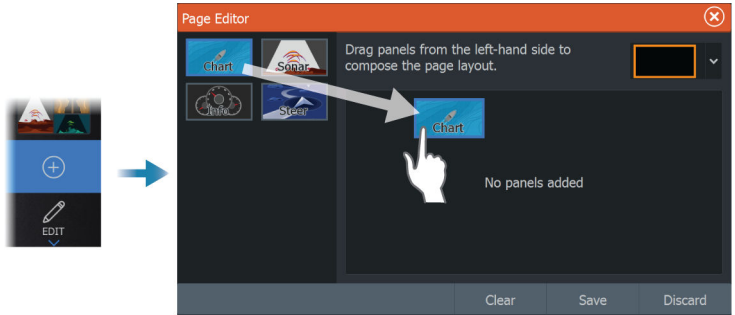 Page Editor
Chart
Sonar
Info
Steer
Drag panels from the left-hand side to
compose the page layout.
Chart
No panels added
EDIT
Clear
Save
Discard